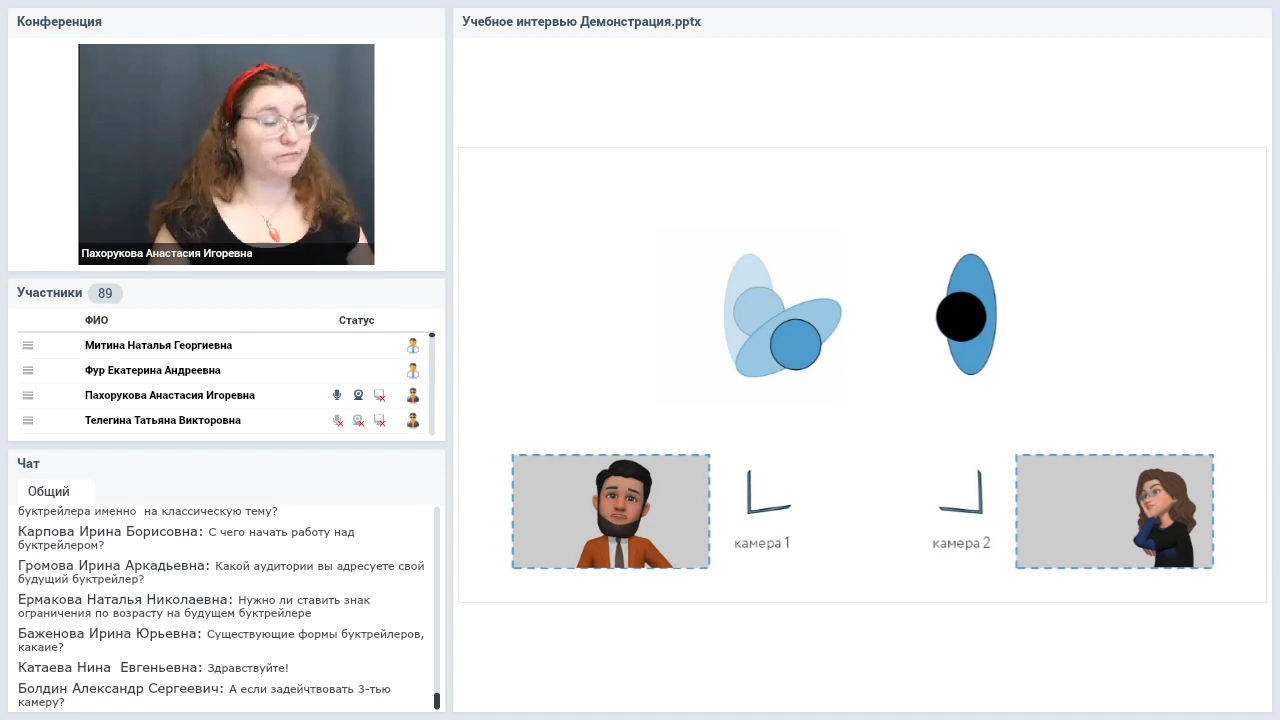 Конференция
Пахорукова Анастасия Игоревна
Участники 89
ФИО Статус
Митина Наталья Георгиевна
Фур Екатерина Андреевна
Пахорукова Анастасия Игоревна
Телегина Татьяна Викторовна
Чат
Общий
буктрейлера именно на классическую тему?
Карпова Ирина Борисовна: С чего начать работу над
буктрейлером?
Громова Ирина Аркадьевна: Какой аудитории вы адресуете свой
будущий буктрейлер?
Ермакова Наталья Николаевна: Нужно ли ставить знак
ограничения по возрасту на будущем буктрейлере
Баженова Ирина Юрьевна: Существующие формы буктрейлеров,
какаие?
Катаева Нина Евгеньевна: Здравствуйте!
Болдин Александр Сергеевич: А если задейчтвовать 3-тью
камеру?
Учебное интервью Демонстрация.pptx
камера 1
камера 2